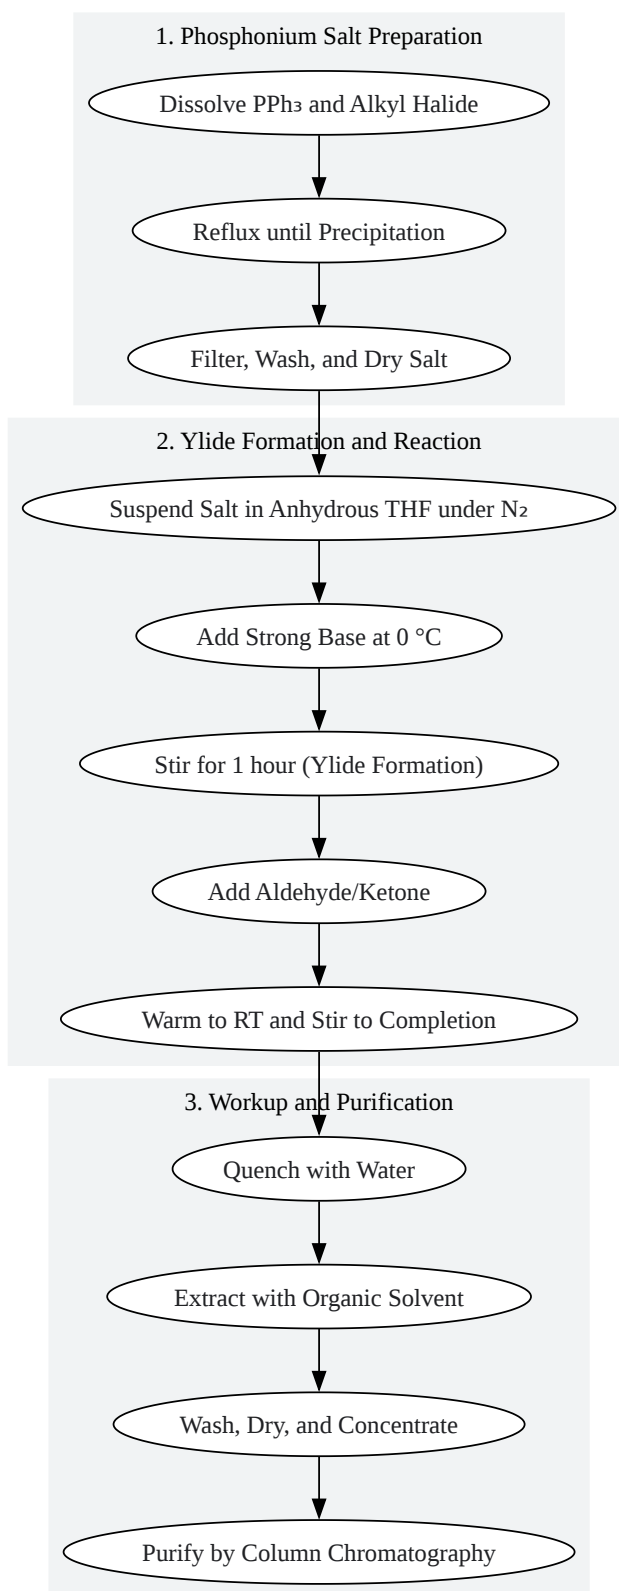 1. Phosphonium Salt Preparation
Dissolve PPh₃ and Alkyl Halide
Reflux until Precipitation
Filter, Wash, and Dry Salt
2. Ylide Formation and Reaction
Suspend Salt in Anhydrous THF under N₂
Add Strong Base at 0 °C
Stir for 1 hour (Ylide Formation)
Add Aldehyde/Ketone
Warm to RT and Stir to Completion
3. Workup and Purification
Quench with Water
Extract with Organic Solvent
Wash, Dry, and Concentrate
Purify by Column Chromatography